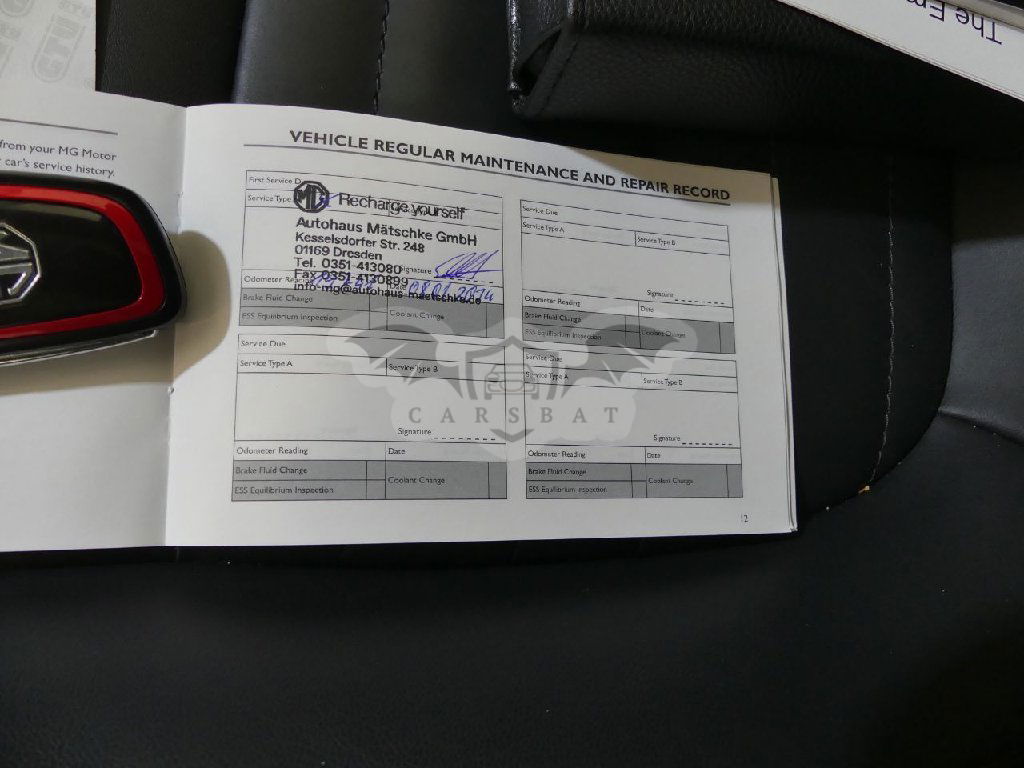 The Em
from your MG Motor
car's service history.
VEHICLE REGULAR MAINTENANCE AND REPAIR RECORD
First Service D
Service Type
MG Recharge yourself
Autohaus Mätschke GmbH
Kesselsdorfer Str. 248
01169 Dresden
Tel. 0351-413080
Signature
Fax 0351-4130899
info-mg@autohaus-maetschke.de
Odometer Re
Brake Fluid Change
ESS Equilibrium Inspection
Coolant Change
Service Due
Service Type A
Service Type B
Signature
Odometer Reading
Date
Brake Fluid Change
ESS Equilibrium Inspection
Coolant Change
Service Due
Service Type A
Service Type B
Signature
Odometer Reading
Date
Brake Fluid Change
ESS Equilibrium Inspection
Coolant Change
Service Due
Service Type A
Service Type B
Signature
Odometer Reading
Date
Brake Fluid Change
ESS Equilibrium Inspection
Coolant Change
CARSBAT
12